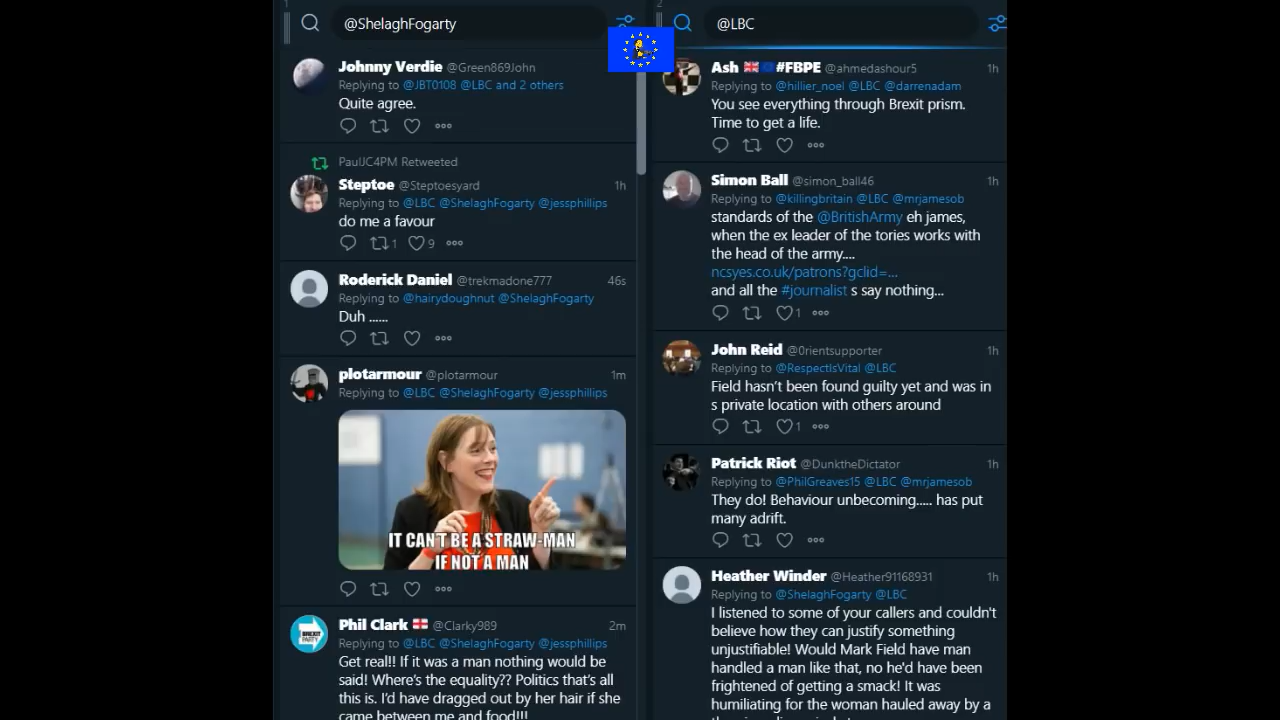 1
@ShelaghFogarty
Johnny Verdie @Green869John
Replying to @JBT0108 @LBC and 2 others
Quite agree.
PaulJC4PM Retweeted
Steptoe @Steptoesyard 1h
Replying to @LBC @ShelaghFogarty @jessphillips
do me a favour
1 9
Roderick Daniel @trekmadone777 46s
Replying to @hairydoughnut @ShelaghFogarty
Duh ......
plotarmour @plotarmour 1m
Replying to @LBC @ShelaghFogarty @jessphillips
IT CAN'T BE A STRAW-MAN
IF NOT A MAN
Phil Clark @Clarky989 2m
Replying to @LBC @ShelaghFogarty @jessphillips
Get real!! If it was a man nothing would be
said! Where's the equality?? Politics that's all
this is. I'd have dragged out by her hair if she
came between me and food!!!
2
@LBC
Ash #FBPE @ahmedashour5 1h
Replying to @hillier_noel @LBC @darrenadam
You see everything through Brexit prism.
Time to get a life.
Simon Ball @simon_ball46 1h
Replying to @killingbritain @LBC @mrjamesob
standards of the @BritishArmy eh james,
when the ex leader of the tories works with
the head of the army....
ncsyes.co.uk/patrons?gclid=...
and all the #journalist s say nothing...
1
John Reid @0rientsupporter 1h
Replying to @RespectIsVital @LBC
Field hasn't been found guilty yet and was in
s private location with others around
1
Patrick Riot @DunktheDictator 1h
Replying to @PhilGreaves15 @LBC @mrjamesob
They do! Behaviour unbecoming..... has put
many adrift.
Heather Winder @Heather91168931 1h
Replying to @ShelaghFogarty @LBC
I listened to some of your callers and couldn't
believe how they can justify something
unjustifiable! Would Mark Field have man
handled a man like that, no he'd have been
frightened of getting a smack! It was
humiliating for the woman hauled away by a